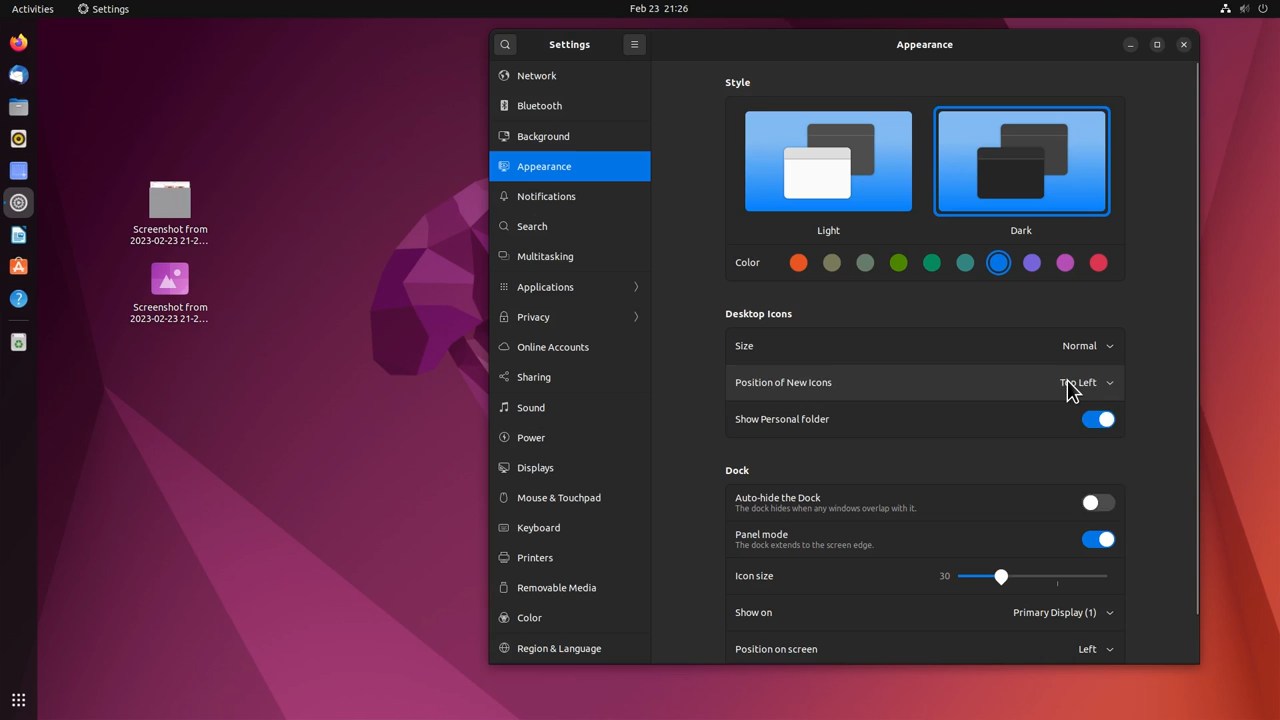 Activities
Settings
Feb 23 21:26
Settings
Appearance
Network
Bluetooth
Background
Appearance
Notifications
Search
Multitasking
Applications
Privacy
Online Accounts
Sharing
Sound
Power
Displays
Mouse & Touchpad
Keyboard
Printers
Removable Media
Color
Region & Language
Style
Light
Dark
Color
Desktop Icons
Size
Normal
Position of New Icons
Top Left
Show Personal folder
Dock
Auto-hide the Dock
The dock hides when any windows overlap with it.
Panel mode
The dock extends to the screen edge.
Icon size
30
Show on
Primary Display (1)
Position on screen
Left
Screenshot from
2023-02-23 21-2...
Screenshot from
2023-02-23 21-2...